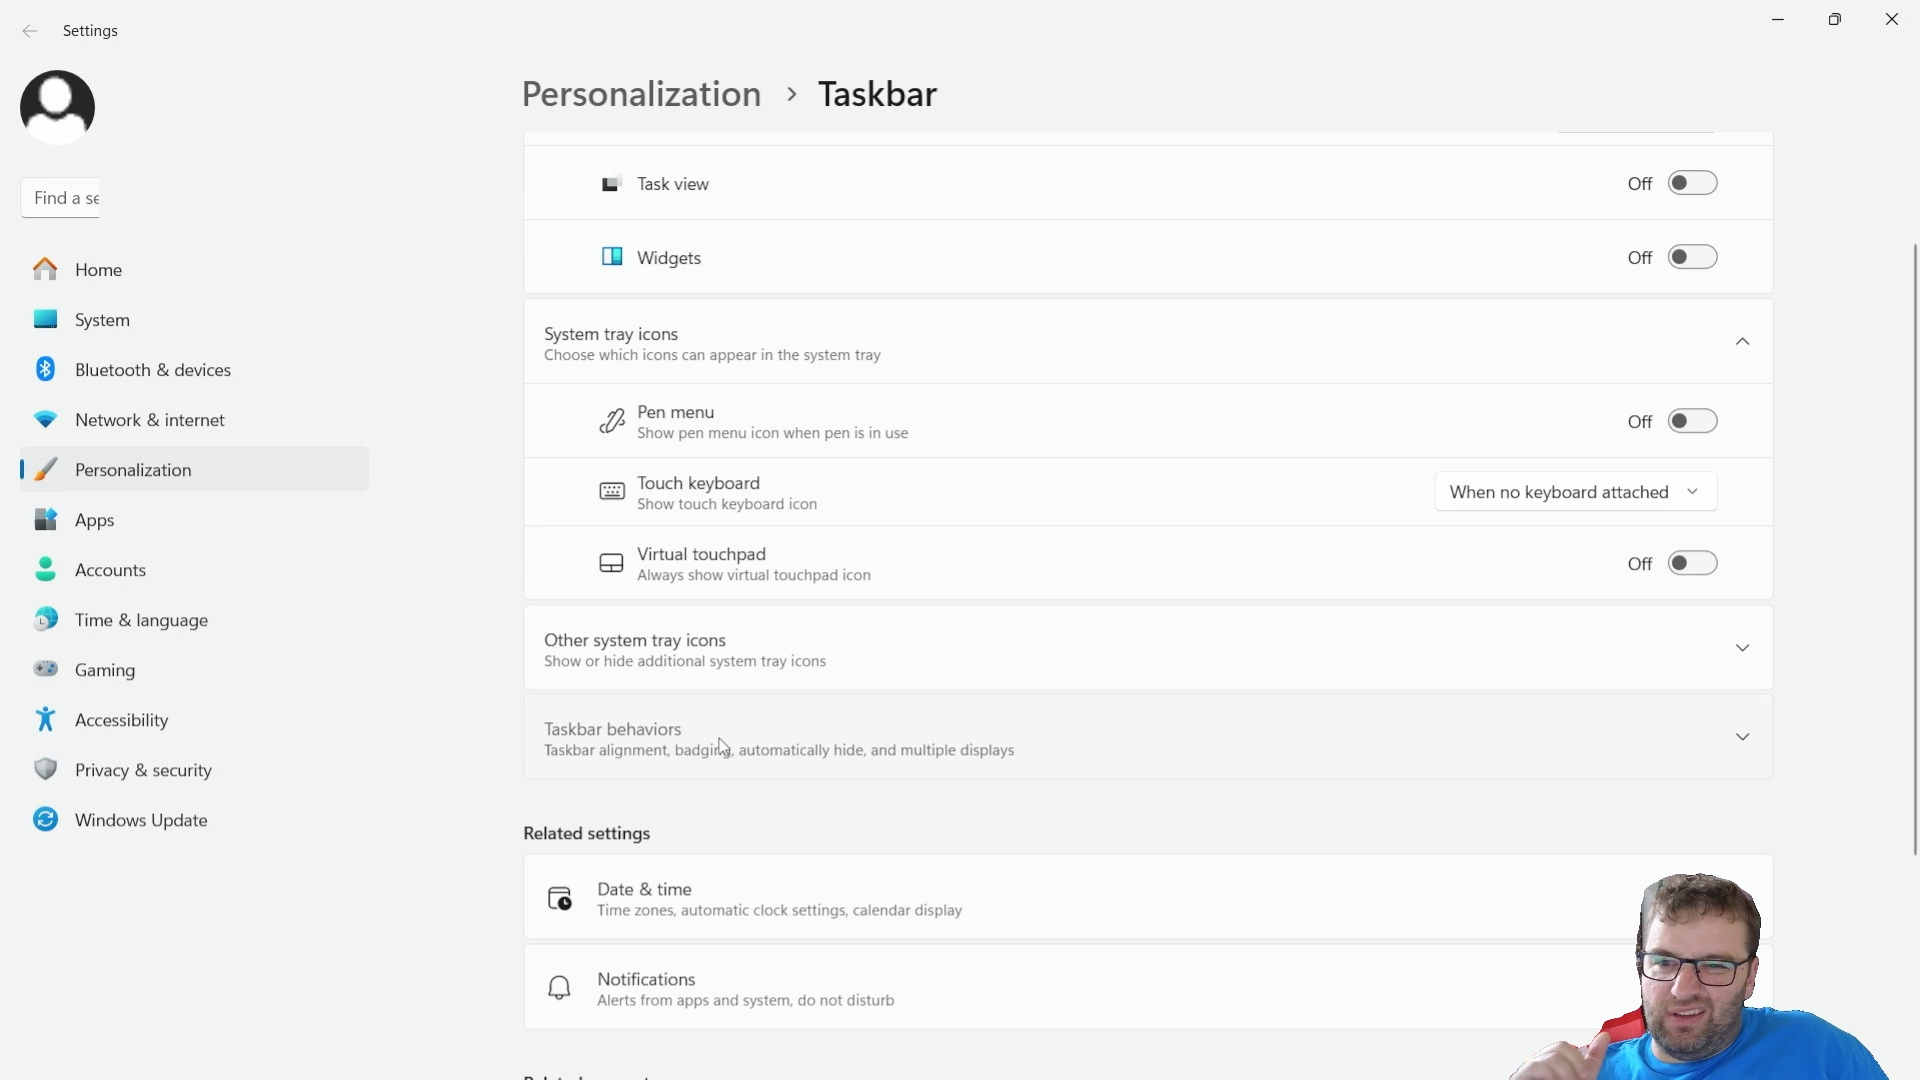 Settings
Find a se
Home
System
Bluetooth & devices
Network & internet
Personalization
Apps
Accounts
Time & language
Gaming
Accessibility
Privacy & security
Windows Update
Personalization > Taskbar
Task view
Off
Widgets
Off
System tray icons
Choose which icons can appear in the system tray
Pen menu
Show pen menu icon when pen is in use
Off
Touch keyboard
Show touch keyboard icon
When no keyboard attached
Virtual touchpad
Always show virtual touchpad icon
Off
Other system tray icons
Show or hide additional system tray icons
Taskbar behaviors
Taskbar alignment, badging, automatically hide, and multiple displays
Related settings
Date & time
Time zones, automatic clock settings, calendar display
Notifications
Alerts from apps and system, do not disturb